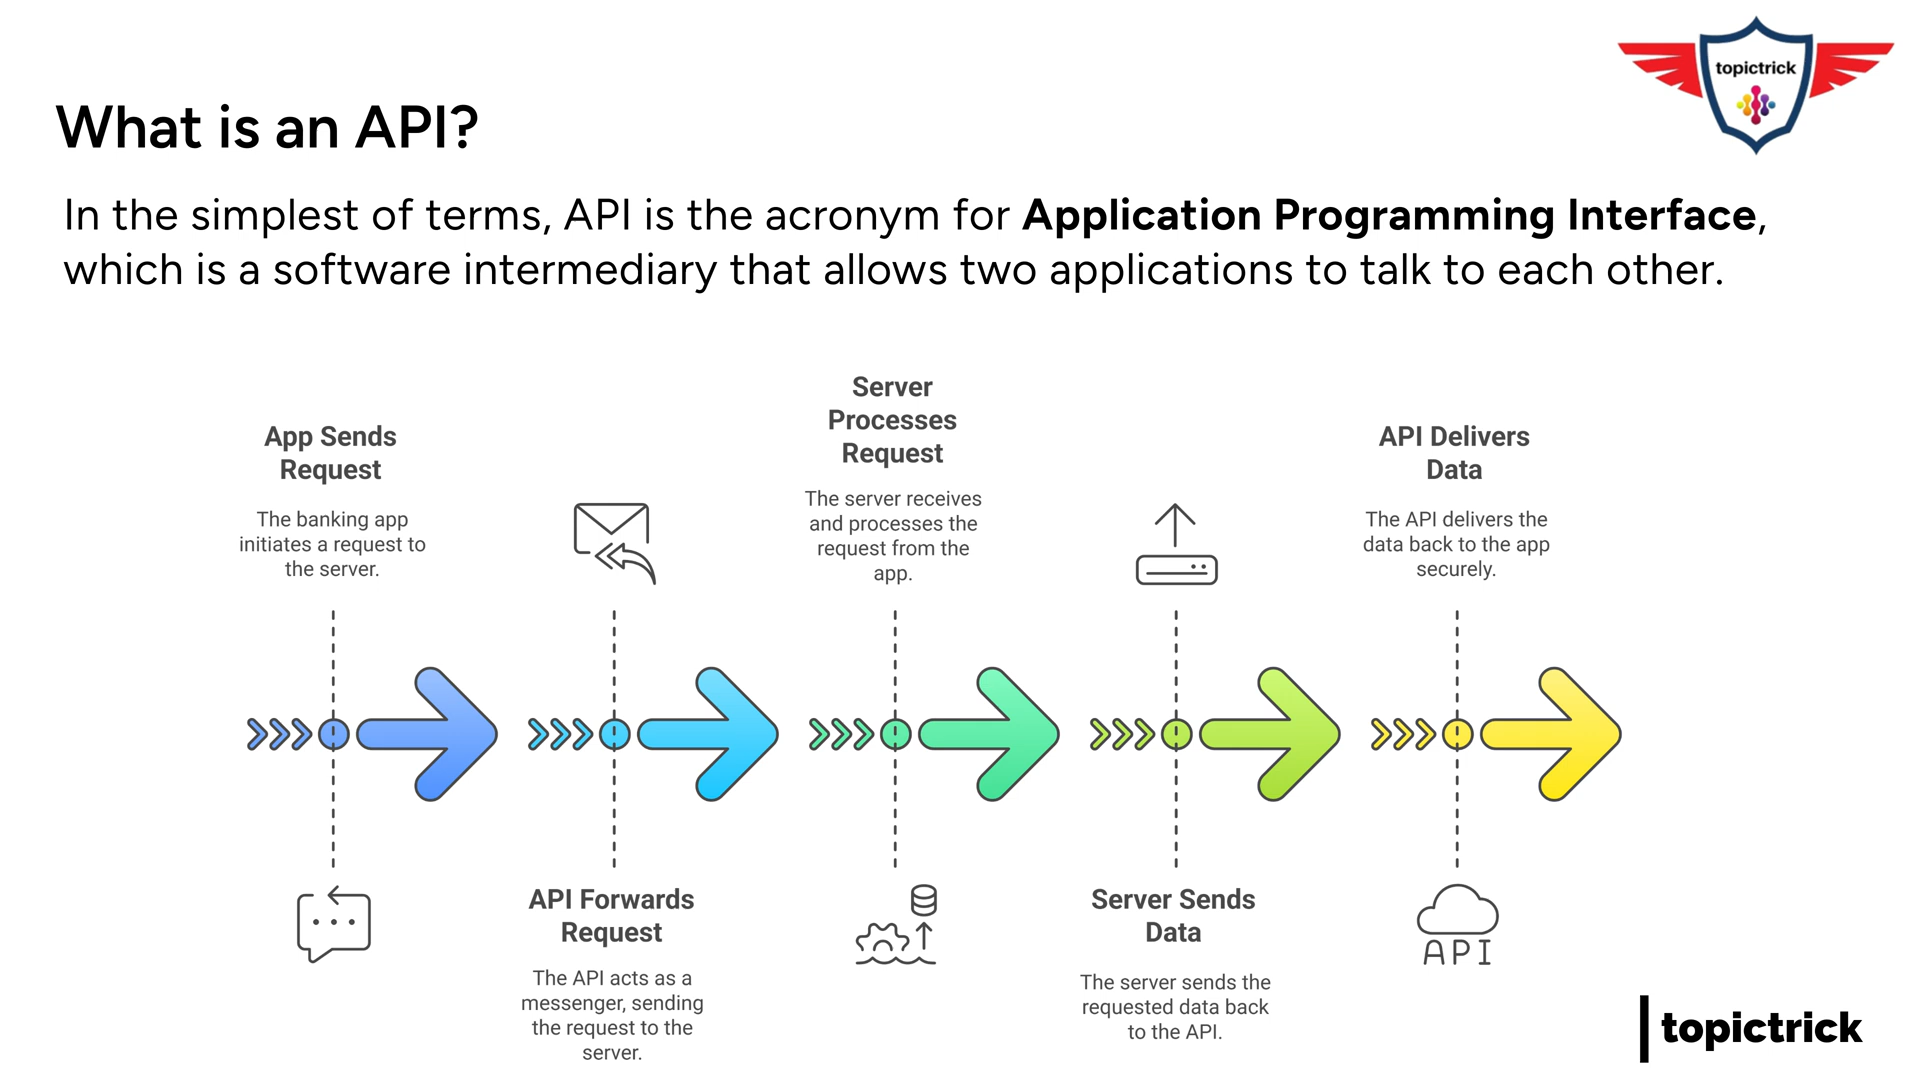 topictrick
What is an API?
In the simplest of terms, API is the acronym for Application Programming Interface,
which is a software intermediary that allows two applications to talk to each other.
App Sends
Request
The banking app
initiates a request to
the server.
API Forwards
Request
The API acts as a
messenger, sending
the request to the
server.
Server
Processes
Request
The server receives
and processes the
request from the
app.
Server Sends
Data
The server sends the
requested data back
to the API.
API Delivers
Data
The API delivers the
data back to the app
securely.
API
topictrick